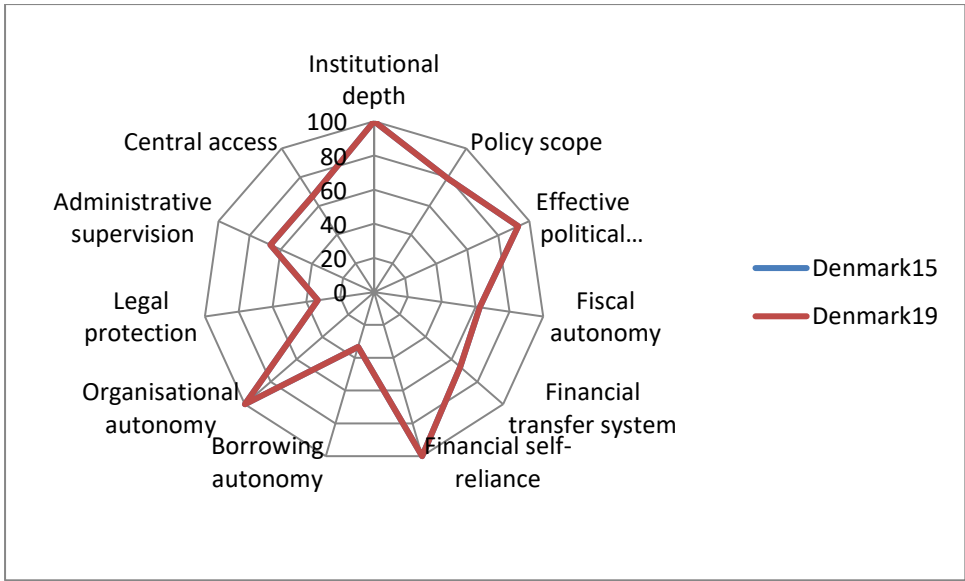 Institutional
depth
Policy scope
Effective
political...
Fiscal
autonomy
Financial
transfer system
Financial self-
reliance
Borrowing
autonomy
Organisational
autonomy
Legal
protection
Administrative
supervision
Central access
100
80
60
40
20
0
Denmark15
Denmark19